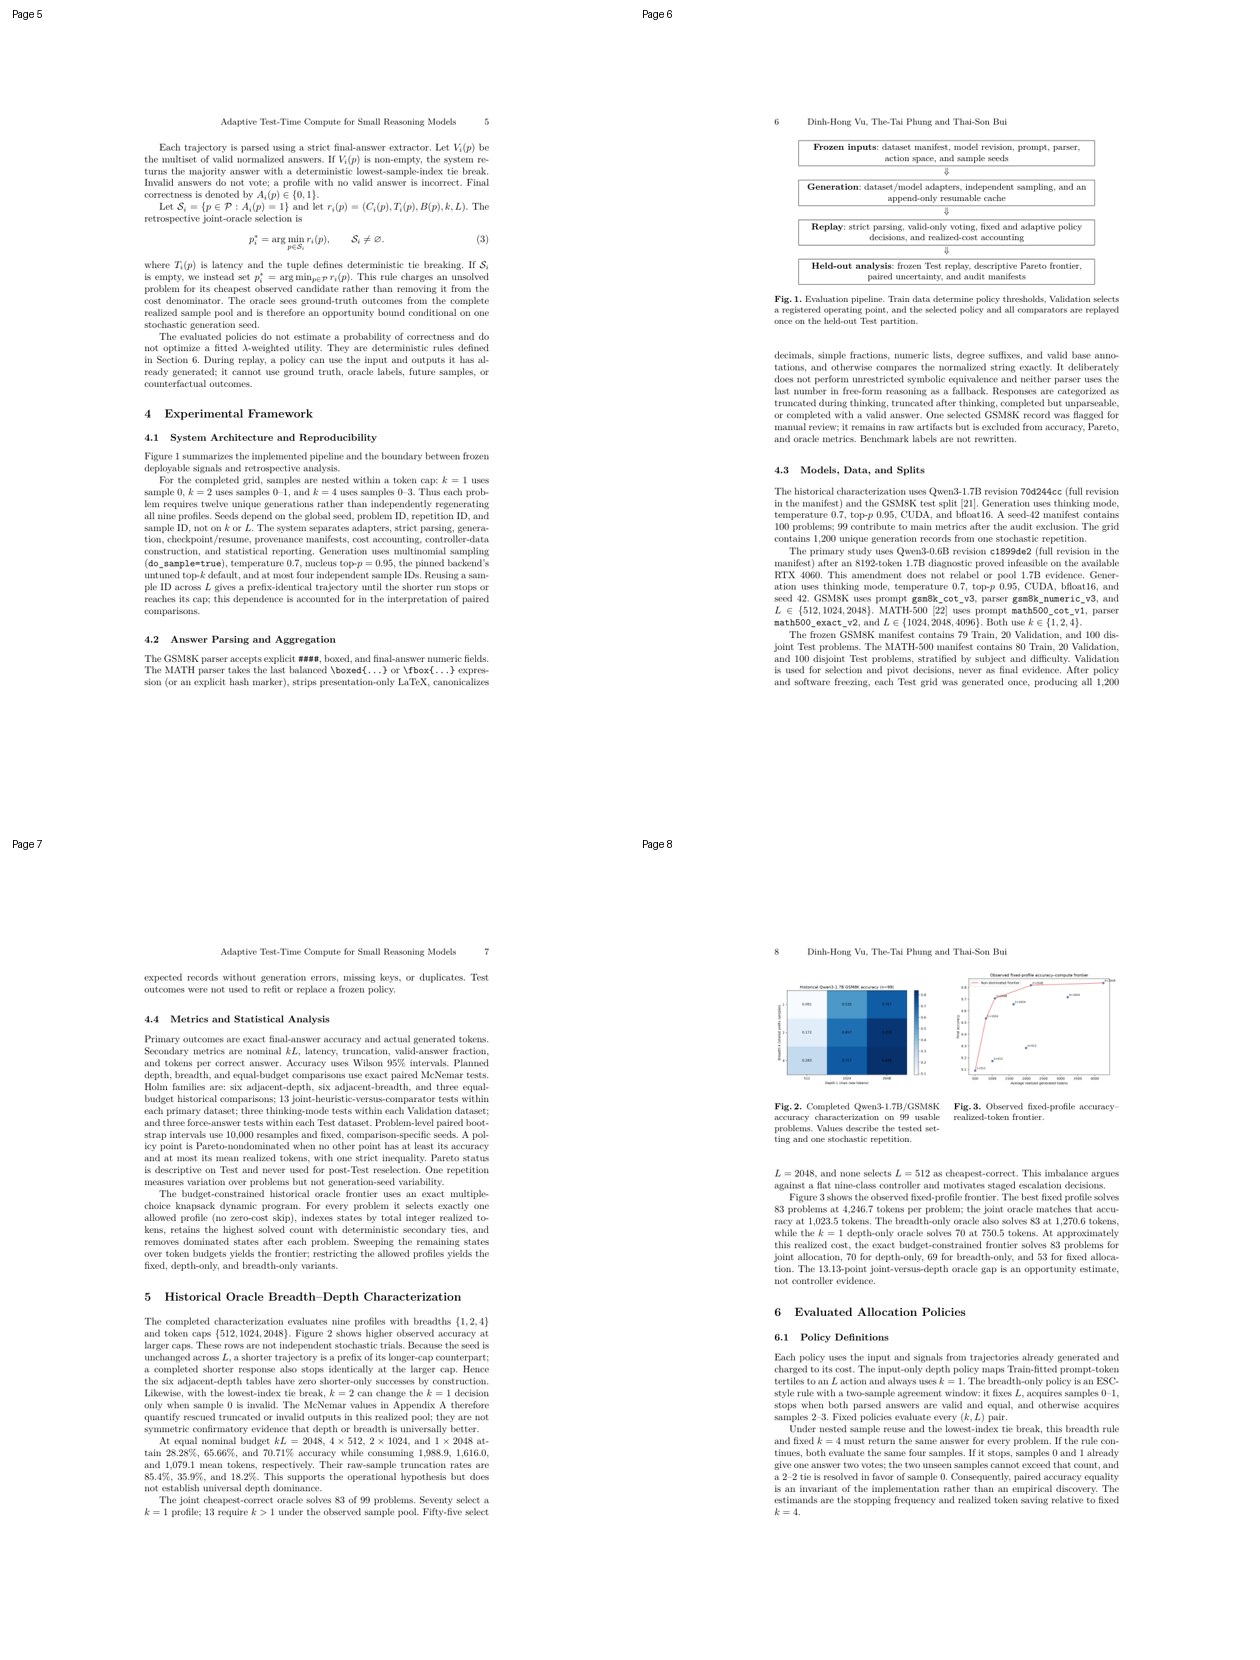 Page 5
Adaptive Test-Time Compute for Small Reasoning Models 5
Each trajectory is parsed using a strict final-answer extractor. Let V_i(p) be
the multiset of valid normalized answers. If V_i(p) is non-empty, the system re-
turns the majority answer with a deterministic lowest-sample-index tie break.
Invalid answers do not vote; a profile with no valid answer is incorrect. Final
correctness is denoted by A_i(p) ∈ {0, 1}.
Let S_i = {p ∈ P : A_i(p) = 1} and let r_i(p) = (C_i(p), T_i(p), B(p), k, L). The
retrospective joint-oracle selection is
p*_i = arg min_{p∈S_i} r_i(p), S_i ≠ ∅. (3)
where T_i(p) is latency and the tuple defines deterministic tie breaking. If S_i
is empty, we instead set p*_i = arg min_{p∈P} r_i(p). This rule charges an unsolved
problem for its cheapest observed candidate rather than removing it from the
cost denominator. The oracle sees ground-truth outcomes from the complete
realized sample pool and is therefore an opportunity bound conditional on one
stochastic generation seed.
The evaluated policies do not estimate a probability of correctness and do
not optimize a fitted λ-weighted utility. They are deterministic rules defined
in Section 6. During replay, a policy can use the input and outputs it has al-
ready generated; it cannot use ground truth, oracle labels, future samples, or
counterfactual outcomes.
4 Experimental Framework
4.1 System Architecture and Reproducibility
Figure 1 summarizes the implemented pipeline and the boundary between frozen
deployable signals and retrospective analysis.
For the completed grid, samples are nested within a token cap: k = 1 uses
sample 0, k = 2 uses samples 0–1, and k = 4 uses samples 0–3. Thus each prob-
lem requires twelve unique generations rather than independently regenerating
all nine profiles. Seeds depend on the global seed, problem ID, repetition ID, and
sample ID, not on k or L. The system separates adapters, strict parsing, genera-
tion, checkpoint/resume, provenance manifests, cost accounting, controller-data
construction, and statistical reporting. Generation uses multinomial sampling
(do_sample=true), temperature 0.7, nucleus top-p = 0.95, the pinned backend's
untuned top-k default, and at most four independent sample IDs. Reusing a sam-
ple ID across L gives a prefix-identical trajectory until the shorter run stops or
reaches its cap; this dependence is accounted for in the interpretation of paired
comparisons.
4.2 Answer Parsing and Aggregation
The GSM8K parser accepts explicit ####, boxed, and final-answer numeric fields.
The MATH parser takes the last balanced \boxed{...} or \fbox{...} expres-
sion (or an explicit hash marker), strips presentation-only LaTeX, canonicalizes
Page 6
6 Dinh-Hong Vu, The-Tai Phung and Thai-Son Bui
Frozen inputs: dataset manifest, model revision, prompt, parser,
action space, and sample seeds
⇓
Generation: dataset/model adapters, independent sampling, and an
append-only resumable cache
⇓
Replay: strict parsing, valid-only voting, fixed and adaptive policy
decisions, and realized-cost accounting
⇓
Held-out analysis: frozen Test replay, descriptive Pareto frontier,
paired uncertainty, and audit manifests
Fig. 1. Evaluation pipeline. Train data determine policy thresholds, Validation selects
a registered operating point, and the selected policy and all comparators are replayed
once on the held-out Test partition.
decimals, simple fractions, numeric lists, degree suffixes, and valid base anno-
tations, and otherwise compares the normalized string exactly. It deliberately
does not perform unrestricted symbolic equivalence and neither parser uses the
last number in free-form reasoning as a fallback. Responses are categorized as
truncated during thinking, truncated after thinking, completed but unparseable,
or completed with a valid answer. One selected GSM8K record was flagged for
manual review; it remains in raw artifacts but is excluded from accuracy, Pareto,
and oracle metrics. Benchmark labels are not rewritten.
4.3 Models, Data, and Splits
The historical characterization uses Qwen3-1.7B revision 70d244cc (full revision
in the manifest) and the GSM8K test split [21]. Generation uses thinking mode,
temperature 0.7, top-p 0.95, CUDA, and bfloat16. A seed-42 manifest contains
100 problems; 99 contribute to main metrics after the audit exclusion. The grid
contains 1,200 unique generation records from one stochastic repetition.
The primary study uses Qwen3-0.6B revision c1899de2 (full revision in the
manifest) after an 8192-token 1.7B diagnostic proved infeasible on the available
RTX 4060. This amendment does not relabel or pool 1.7B evidence. Gener-
ation uses thinking mode, temperature 0.7, top-p 0.95, CUDA, bfloat16, and
seed 42. GSM8K uses prompt gsm8k_cot_v3, parser gsm8k_numeric_v3, and
L ∈ {512, 1024, 2048}. MATH-500 [22] uses prompt math500_cot_v1, parser
math500_exact_v2, and L ∈ {1024, 2048, 4096}. Both use k ∈ {1, 2, 4}.
The frozen GSM8K manifest contains 79 Train, 20 Validation, and 100 dis-
joint Test problems. The MATH-500 manifest contains 80 Train, 20 Validation,
and 100 disjoint Test problems, stratified by subject and difficulty. Validation
is used for selection and pivot decisions, never as final evidence. After policy
and software freezing, each Test grid was generated once, producing all 1,200
Page 7
Adaptive Test-Time Compute for Small Reasoning Models 7
expected records without generation errors, missing keys, or duplicates. Test
outcomes were not used to refit or replace a frozen policy.
4.4 Metrics and Statistical Analysis
Primary outcomes are exact final-answer accuracy and actual generated tokens.
Secondary metrics are nominal kL, latency, truncation, valid-answer fraction,
and tokens per correct answer. Accuracy uses Wilson 95% intervals. Planned
depth, breadth, and equal-budget comparisons use exact paired McNemar tests.
Holm families are: six adjacent-depth, six adjacent-breadth, and three equal-
budget historical comparisons; 13 joint-heuristic-versus-comparator tests within
each primary dataset; three thinking-mode tests within each Validation dataset;
and three force-answer tests within each Test dataset. Problem-level paired boot-
strap intervals use 10,000 resamples and fixed, comparison-specific seeds. A pol-
icy point is Pareto-nondominated when no other point has at least its accuracy
and at most its mean realized tokens, with one strict inequality. Pareto status
is descriptive on Test and never used for post-Test reselection. One repetition
measures variation over problems but not generation-seed variability.
The budget-constrained historical oracle frontier uses an exact multiple-
choice knapsack dynamic program. For every problem it selects exactly one
allowed profile (no zero-cost skip), indexes states by total integer realized to-
kens, retains the highest solved count with deterministic secondary ties, and
removes dominated states after each problem. Sweeping the remaining states
over token budgets yields the frontier; restricting the allowed profiles yields the
fixed, depth-only, and breadth-only variants.
5 Historical Oracle Breadth–Depth Characterization
The completed characterization evaluates nine profiles with breadths {1, 2, 4}
and token caps {512, 1024, 2048}. Figure 2 shows higher observed accuracy at
larger caps. These rows are not independent stochastic trials. Because the seed is
unchanged across L, a shorter trajectory is a prefix of its longer-cap counterpart;
a completed shorter response also stops identically at the larger cap. Hence
the six adjacent-depth tables have zero shorter-only successes by construction.
Likewise, with the lowest-index tie break, k = 2 can change the k = 1 decision
only when sample 0 is invalid. The McNemar values in Appendix A therefore
quantify rescued truncated or invalid outputs in this realized pool; they are not
symmetric confirmatory evidence that depth or breadth is universally better.
At equal nominal budget kL = 2048, 4 × 512, 2 × 1024, and 1 × 2048 at-
tain 28.28%, 65.66%, and 70.71% accuracy while consuming 1,988.9, 1,616.0,
and 1,079.1 mean tokens, respectively. Their raw-sample truncation rates are
85.4%, 35.9%, and 18.2%. This supports the operational hypothesis but does
not establish universal depth dominance.
The joint cheapest-correct oracle solves 83 of 99 problems. Seventy select a
k = 1 profile; 13 require k > 1 under the observed sample pool. Fifty-five select
Page 8
8 Dinh-Hong Vu, The-Tai Phung and Thai-Son Bui
Historical Qwen3-1.7B GSM8K accuracy (n=99)
Observed fixed-profile accuracy-compute frontier
Non-dominated frontier
Average realized generated tokens
Fig. 2. Completed Qwen3-1.7B/GSM8K
accuracy characterization on 99 usable
problems. Values describe the tested set-
ting and one stochastic repetition.
Fig. 3. Observed fixed-profile accuracy–
realized-token frontier.
L = 2048, and none selects L = 512 as cheapest-correct. This imbalance argues
against a flat nine-class controller and motivates staged escalation decisions.
Figure 3 shows the observed fixed-profile frontier. The best fixed profile solves
83 problems at 4,246.7 tokens per problem; the joint oracle matches that accu-
racy at 1,023.5 tokens. The breadth-only oracle also solves 83 at 1,270.6 tokens,
while the k = 1 depth-only oracle solves 70 at 750.5 tokens. At approximately
this realized cost, the exact budget-constrained frontier solves 83 problems for
joint allocation, 70 for depth-only, 69 for breadth-only, and 53 for fixed alloca-
tion. The 13.13-point joint-versus-depth oracle gap is an opportunity estimate,
not controller evidence.
6 Evaluated Allocation Policies
6.1 Policy Definitions
Each policy uses the input and signals from trajectories already generated and
charged to its cost. The input-only depth policy maps Train-fitted prompt-token
tertiles to an L action and always uses k = 1. The breadth-only policy is an ESC-
style rule with a two-sample agreement window: it fixes L, acquires samples 0–1,
stops when both parsed answers are valid and equal, and otherwise acquires
samples 2–3. Fixed policies evaluate every (k, L) pair.
Under nested sample reuse and the lowest-index tie break, this breadth rule
and fixed k = 4 must return the same answer for every problem. If the rule con-
tinues, both evaluate the same four samples. If it stops, samples 0 and 1 already
give one answer two votes; the two unseen samples cannot exceed that count, and
a 2–2 tie is resolved in favor of sample 0. Consequently, paired accuracy equality
is an invariant of the implementation rather than an empirical discovery. The
estimands are the stopping frequency and realized token saving relative to fixed
k = 4.